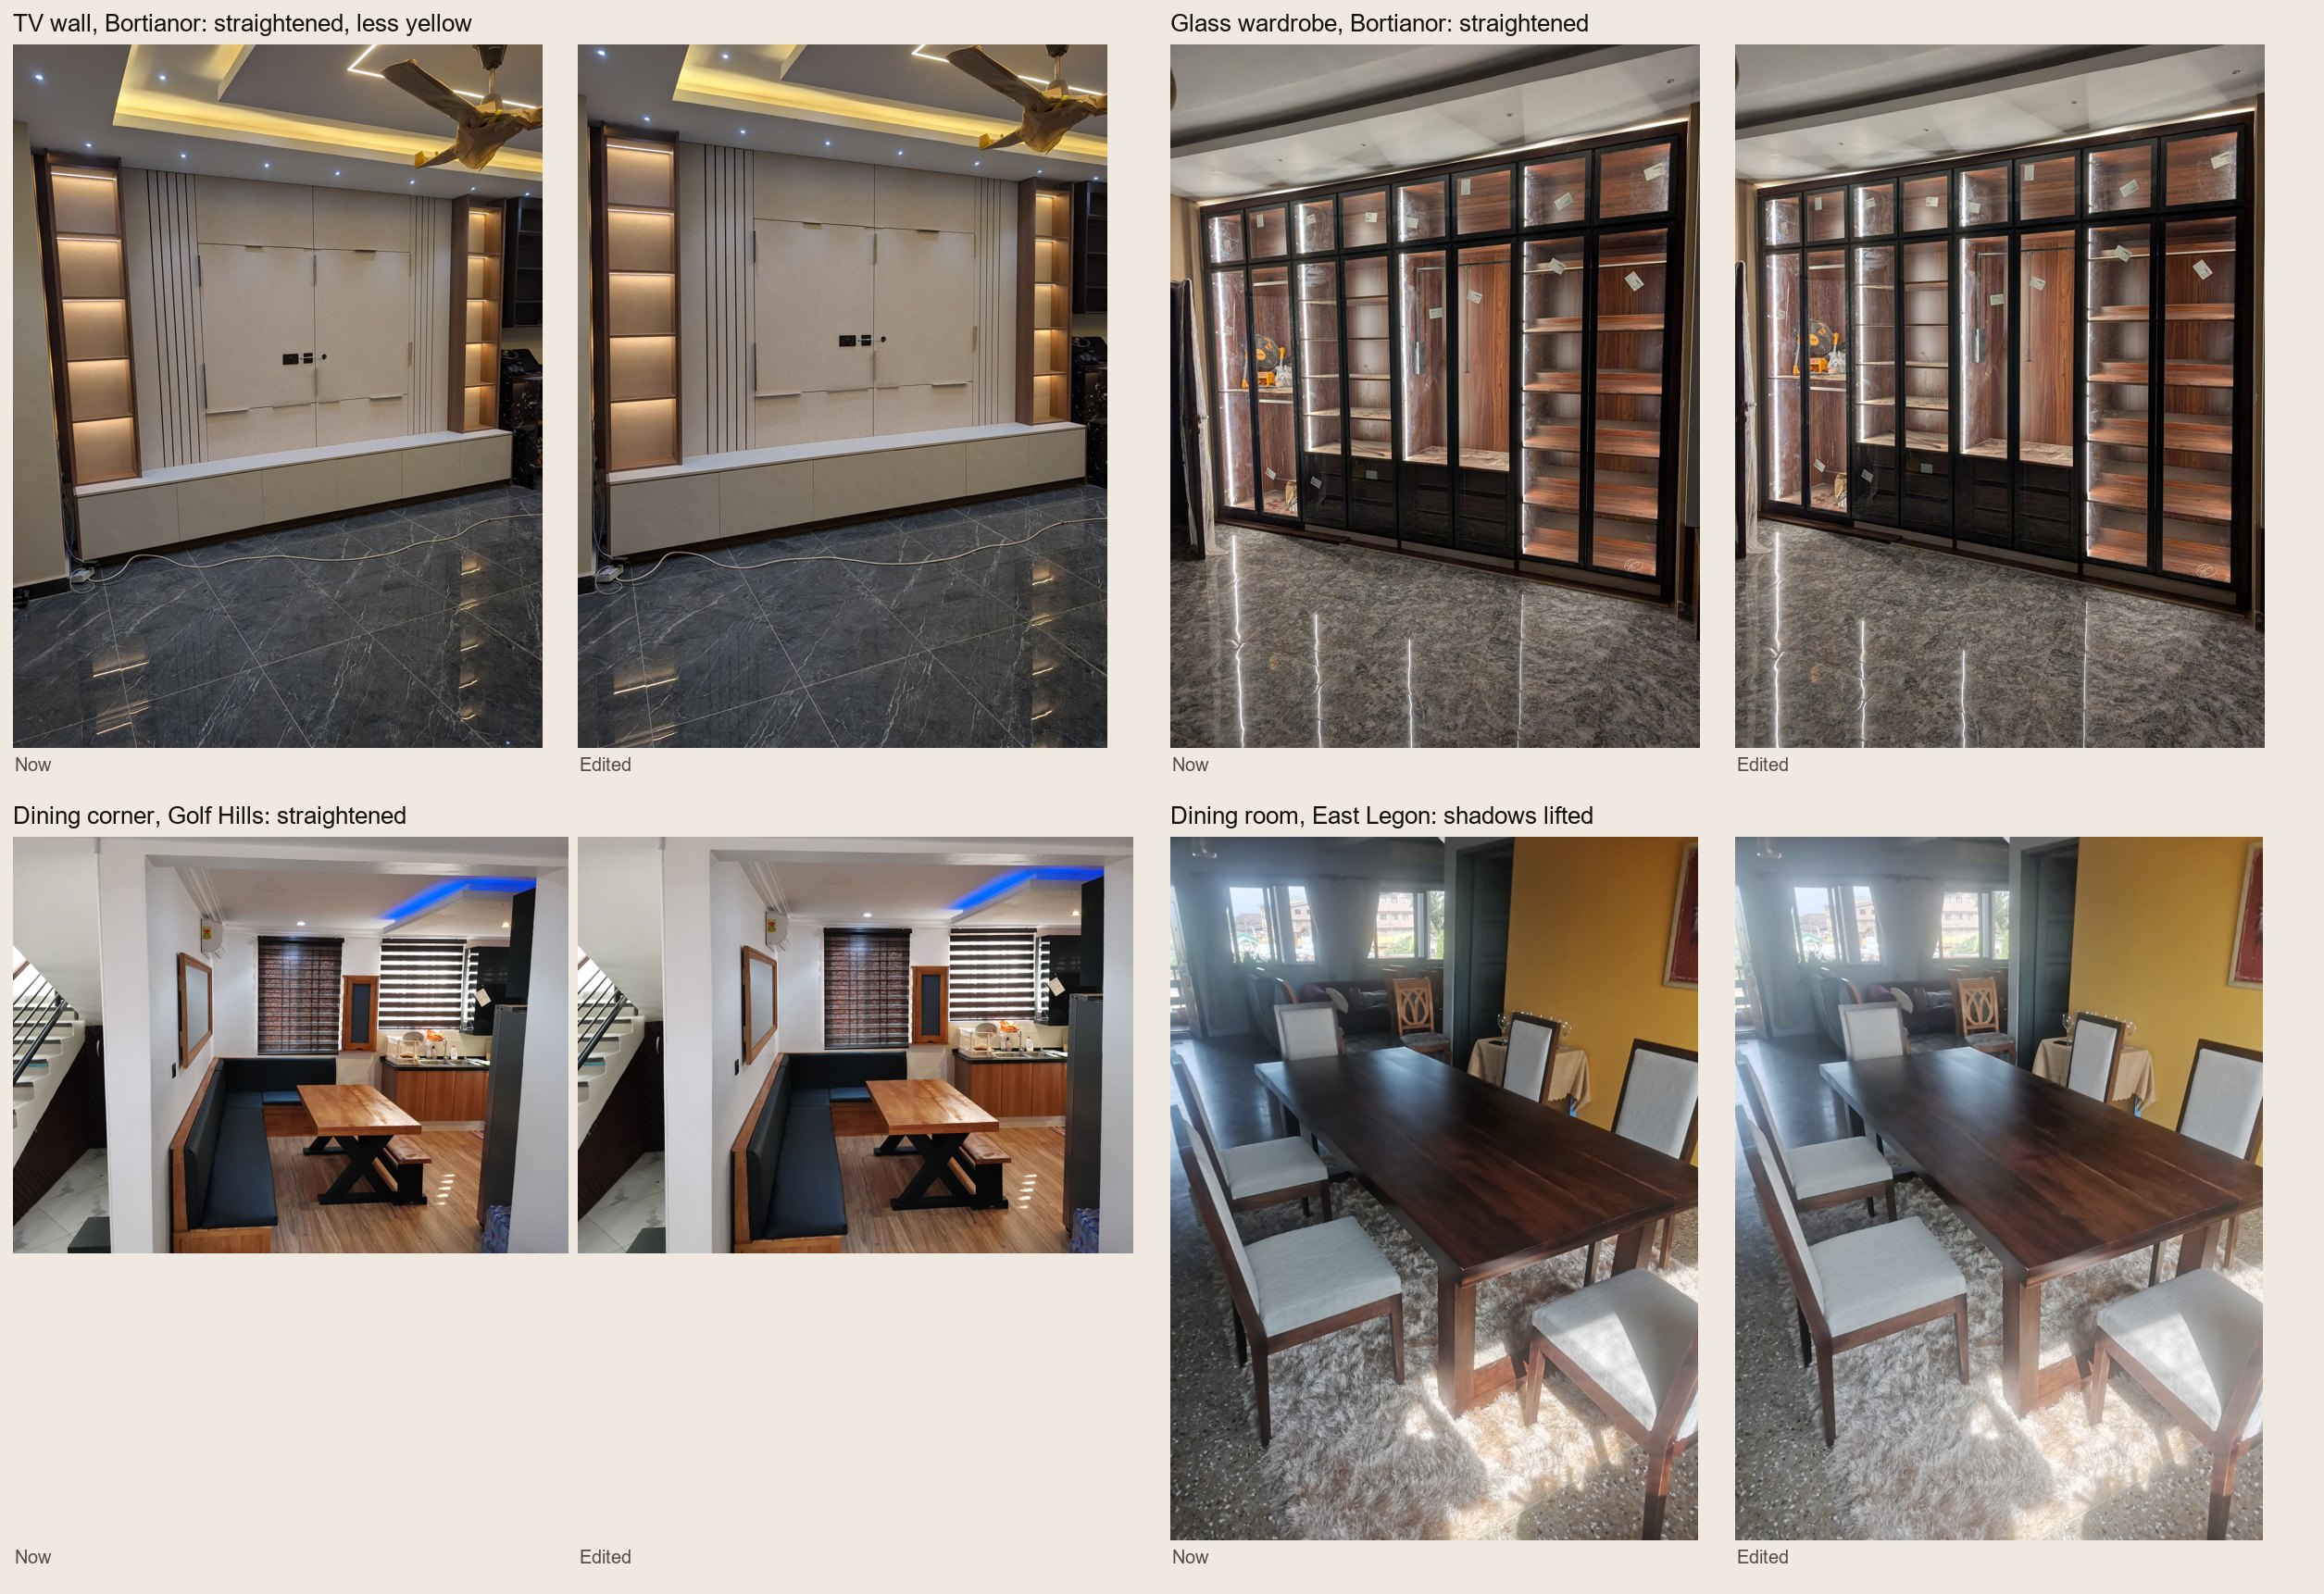 TV wall, Bortianor: straightened, less yellow
Now
Edited
Glass wardrobe, Bortianor: straightened
Now
Edited
Dining corner, Golf Hills: straightened
Now
Edited
Dining room, East Legon: shadows lifted
Now
Edited